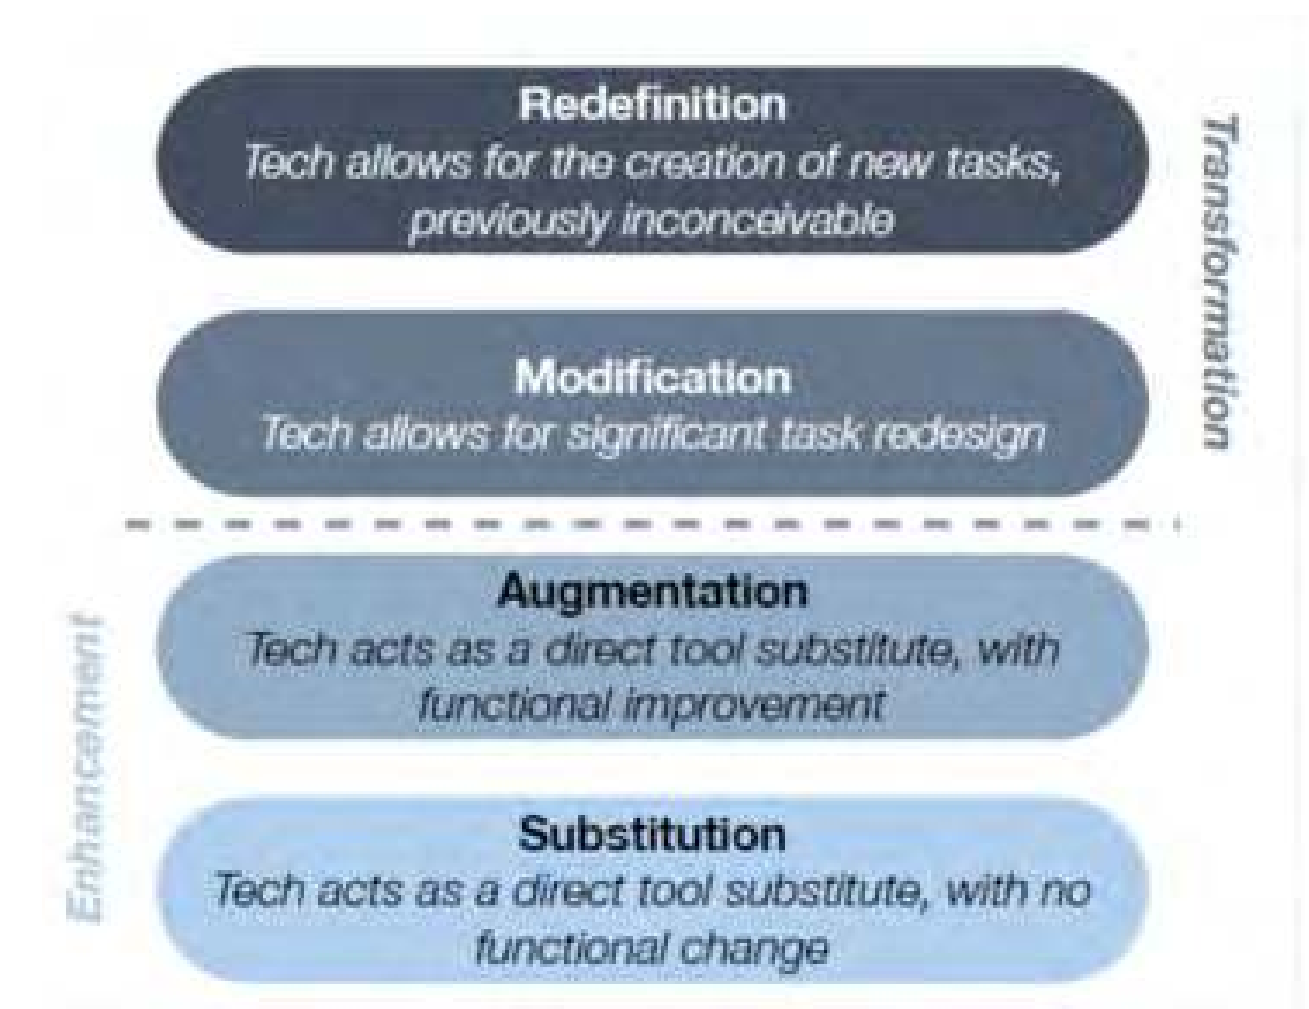 Redefinition
Tech allows for the creation of new tasks,
previously inconceivable
Transformation
Modification
Tech allows for significant task redesign
Augmentation
Tech acts as a direct tool substitute, with
functional improvement
Enhancement
Substitution
Tech acts as a direct tool substitute, with no
functional change